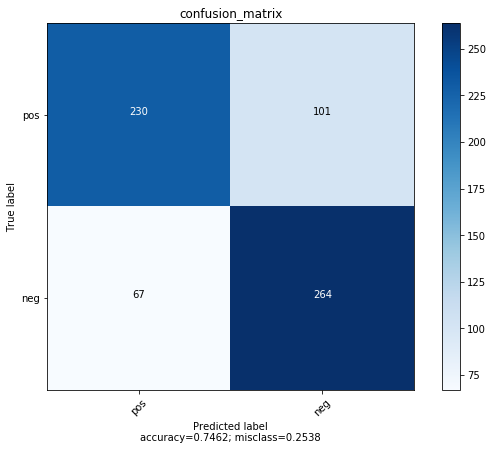 confusion_matrix
pos
230
101
neg
67
264
True label
pos
neg
Predicted label
accuracy=0.7462; misclass=0.2538
250
225
200
175
150
125
100
75